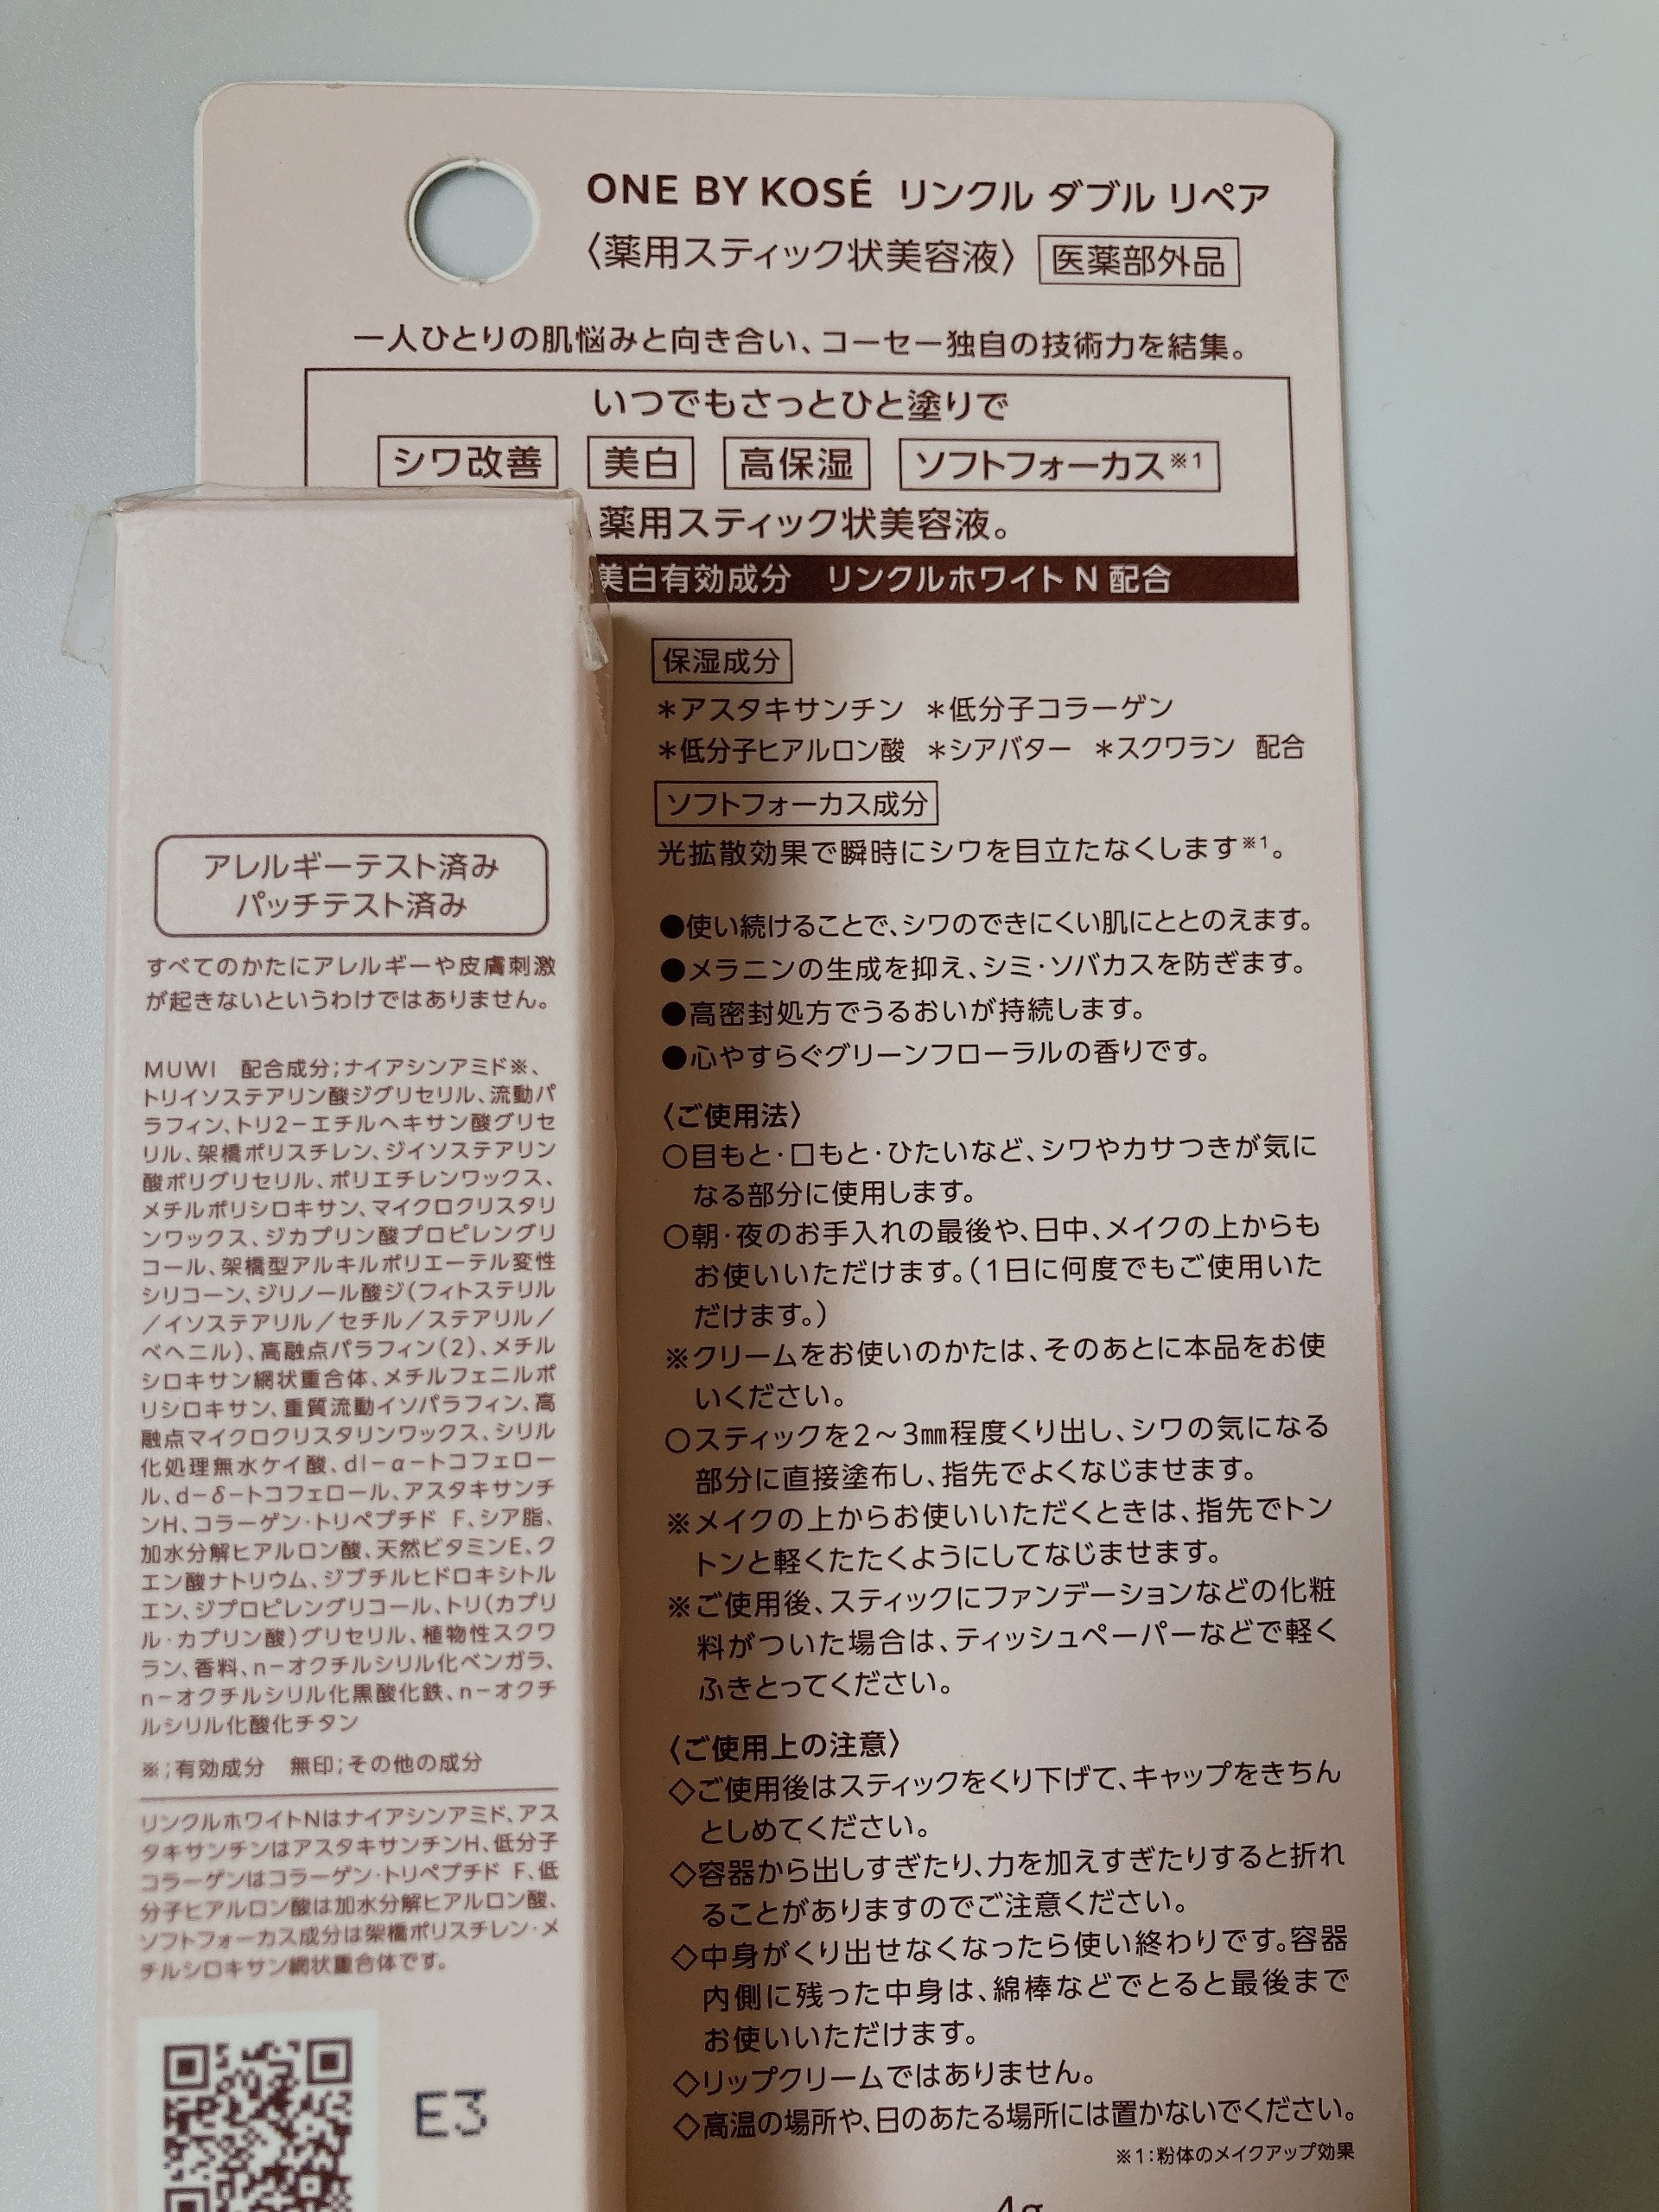 ONE BY KOSÉ リンクル ダブル リペア
〈薬用スティック状美容液〉 医薬部外品
一人ひとりの肌悩みと向き合い、コーセー独自の技術力を結集。
いつでもさっとひと塗りで
シワ改善 美白 高保湿 ソフトフォーカス※1
薬用スティック状美容液。
美白有効成分 リンクルホワイト N 配合
保湿成分
＊アスタキサンチン ＊低分子コラーゲン
＊低分子ヒアルロン酸 ＊シアバター ＊スクワラン 配合
ソフトフォーカス成分
光拡散効果で瞬時にシワを目立たなくします※1。
●使い続けることで、シワのできにくい肌にととのえます。
●メラニンの生成を抑え、シミ・ソバカスを防ぎます。
●高密封処方でうるおいが持続します。
●心やすらぐグリーンフローラルの香りです。
〈ご使用法〉
○目もと・口もと・ひたいなど、シワやカサつきが気に
なる部分に使用します。
○朝・夜のお手入れの最後や、日中、メイクの上からも
お使いいただけます。（1日に何度でもご使用いた
だけます。）
※クリームをお使いのかたは、そのあとに本品をお使
いください。
○スティックを2～3㎜程度くり出し、シワの気になる
部分に直接塗布し、指先でよくなじませます。
※メイクの上からお使いいただくときは、指先でトン
トンと軽くたたくようにしてなじませます。
※ご使用後、スティックにファンデーションなどの化粧
料がついた場合は、ティッシュペーパーなどで軽く
ふきとってください。
〈ご使用上の注意〉
◇ご使用後はスティックをくり下げて、キャップをきちん
としめてください。
◇容器から出しすぎたり、力を加えすぎたりすると折れ
ることがありますのでご注意ください。
◇中身がくり出せなくなったら使い終わりです。容器
内側に残った中身は、綿棒などでとると最後まで
お使いいただけます。
◇リップクリームではありません。
◇高温の場所や、日のあたる場所には置かないでください。
※1：粉体のメイクアップ効果
4g
アレルギーテスト済み
パッチテスト済み
すべてのかたにアレルギーや皮膚刺激
が起きないというわけではありません。
MUWI 配合成分；ナイアシンアミド※、
トリイソステアリン酸ジグリセリル、流動パ
ラフィン、トリ2－エチルヘキサン酸グリセ
リル、架橋ポリスチレン、ジイソステアリン
酸ポリグリセリル、ポリエチレンワックス、
メチルポリシロキサン、マイクロクリスタリ
ンワックス、ジカプリン酸プロピレングリ
コール、架橋型アルキルポリエーテル変性
シリコーン、ジリノール酸ジ（フィトステリル
／イソステアリル／セチル／ステアリル／
ベヘニル）、高融点パラフィン（2）、メチル
シロキサン網状重合体、メチルフェニルポ
リシロキサン、重質流動イソパラフィン、高
融点マイクロクリスタリンワックス、シリル
化処理無水ケイ酸、dl－α－トコフェロー
ル、d－δ－トコフェロール、アスタキサンチ
ンH、コラーゲン・トリペプチド F、シア脂、
加水分解ヒアルロン酸、天然ビタミンE、ク
エン酸ナトリウム、ジブチルヒドロキシトル
エン、ジプロピレングリコール、トリ（カプリ
ル・カプリン酸）グリセリル、植物性スクワ
ラン、香料、n－オクチルシリル化ベンガラ、
n－オクチルシリル化黒酸化鉄、n－オクチ
ルシリル化酸化チタン
※；有効成分 無印；その他の成分
リンクルホワイトNはナイアシンアミド、アス
タキサンチンはアスタキサンチンH、低分子
コラーゲンはコラーゲン・トリペプチド F、低
分子ヒアルロン酸は加水分解ヒアルロン酸、
ソフトフォーカス成分は架橋ポリスチレン・メ
チルシロキサン網状重合体です。
E3